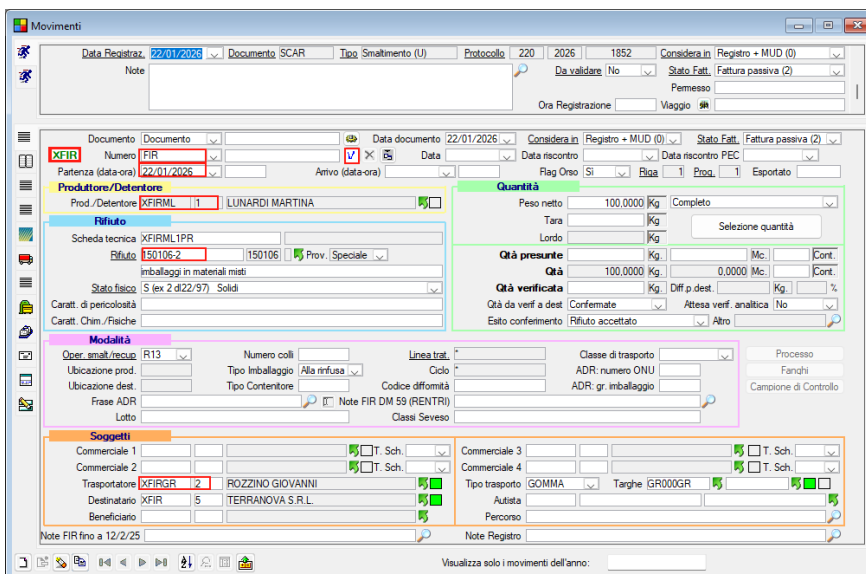 Movimenti
Data Registraz. 22/01/2026 Documento SCAR Tipo Smaltimento (U) Protocollo 220 2026 1852 Considera in Registro + MUD (0)
Note Da validare No Stato Fatt. Fattura passiva (2)
Permesso
Ora Registrazione Viaggio
Documento Documento Data documento 22/01/2026 Considera in Registro + MUD (0) Stato Fatt. Fattura passiva (2)
XFIR Numero FIR Data Data riscontro Data riscontro PEC
Partenza (data-ora) 22/01/2026 Arrivo (data-ora) Flag Orso Sì Riga 1 Prog. 1 Esportato
Produttore/Detentore
Prod./Detentore XFIRML 1 LUNARDI MARTINA
Quantità
Peso netto 100,0000 Kg Completo
Tara Kg
Lordo Kg
Selezione quantità
Rifiuto
Scheda tecnica XFIRML1PR
Rifiuto 150106-2 150106 Prov. Speciale
imballaggi in materiali misti
Stato fisico S (ex 2 dl22/97) Solidi
Caratt. di pericolosità
Caratt. Chim./Fisiche
Qtà presunte Kg. Mc. Cont.
Qtà 100,0000 Kg. 0,0000 Mc. Cont.
Qtà verificata Kg. Diff p.dest. Kg. %
Qtà da verif a dest Confermate Attesa verif. analitica No
Esito conferimento Rifiuto accettato Altro
Modalità
Oper. smalt/recup R13 Numero colli Linea trat. * Classe di trasporto Processo
Ubicazione prod. Tipo Imballaggio Alla rinfusa Ciclo * ADR: numero ONU Fanghi
Ubicazione dest. Tipo Contenitore Codice difformità ADR: gr. imballaggio Campione di Controllo
Frase ADR Note FIR DM 59 (RENTRI)
Lotto Classi Seveso
Soggetti
Commerciale 1 T. Sch. Commerciale 3 T. Sch.
Commerciale 2 T. Sch. Commerciale 4 T. Sch.
Trasportatore XFIRGR 2 ROZZINO GIOVANNI Tipo trasporto GOMMA Targhe GR000GR
Destinatario XFIR 5 TERRANOVA S.R.L. Autista
Beneficiario Percorso
Note FIR fino a 12/2/25 Note Registro
Visualizza solo i movimenti dell'anno: